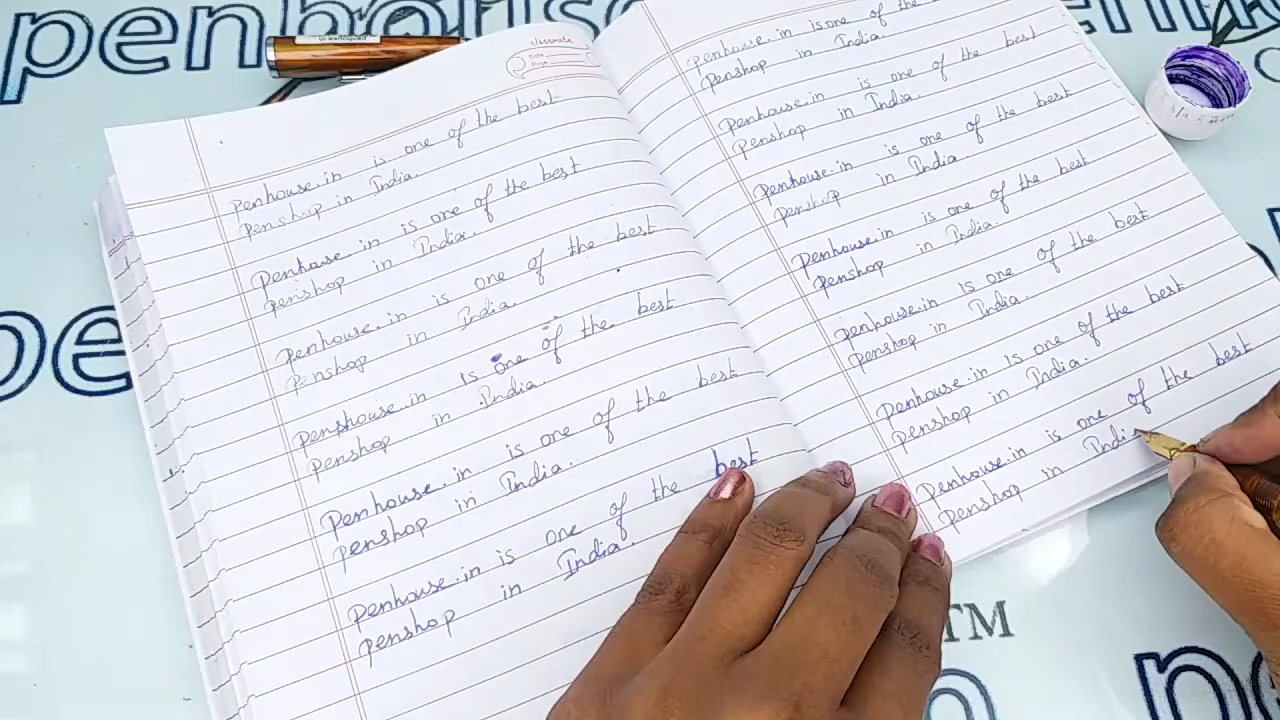 penhouse
classmate
Date
Page
Penhouse.in is one of the best
penshop in India.
Penhouse.in is one of the best
penshop in India.
Penhouse.in is one of the best
penshop in India.
Penshouse.in is one of the best
penshop in India.
Penhouse.in is one of the best
penshop in India.
Penhouse.in is one of the best
penshop in India.
Penhouse.in is one of the
penshop in India.
Penhouse.in is one of the best
penshop in India.
Penhouse.in is one of the best
penshop in India
Penhouse.in is one of the best
penshop in India.
Penhouse.in is one of the best
penshop in India.
Penhouse.in is one of the best
penshop in India.
Penhouse.in is one of the best
penshop in Indi
TM